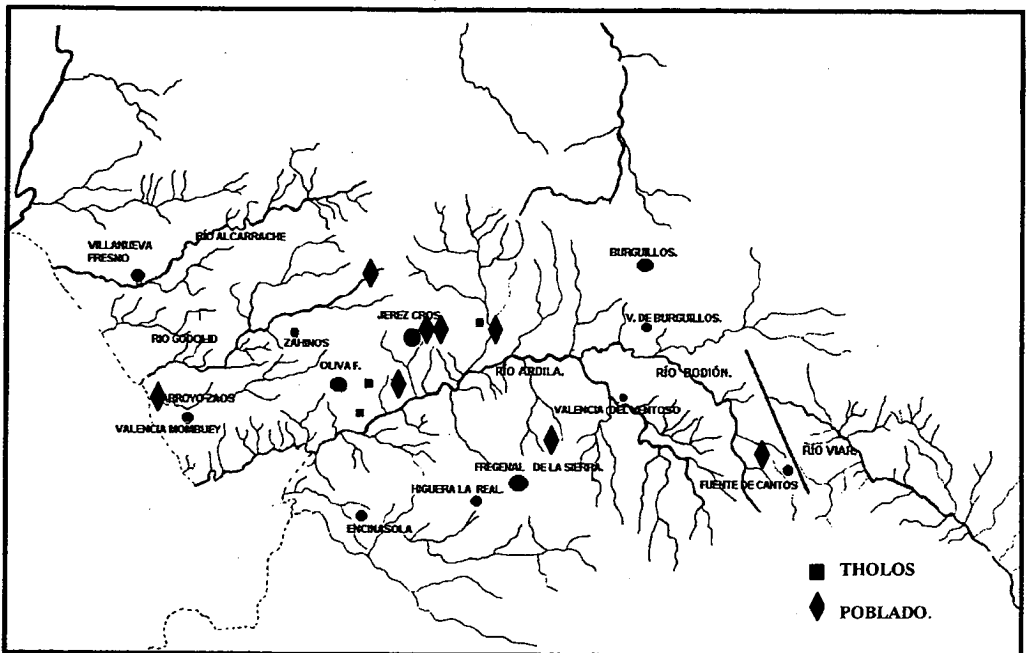 RÍO ALCARRACHE
VILLANUEVA
FRESNO
BURGUILLOS.
JEREZ CROS.
V. DE BURGUILLOS.
RIO GODOLID
ZAHINOS
OLIVA F.
RÍO ARDILA.
RÍO BODIÓN.
ARROYO-ZAOS
VALENCIA DEL VENTOSO
VALENCIA MOMBUEY
RÍO VIAR.
FREGENAL DE LA SIERRA.
FUENTE DE CANTOS
HIGUERA LA REAL.
ENCINASOLA
THOLOS
POBLADO.